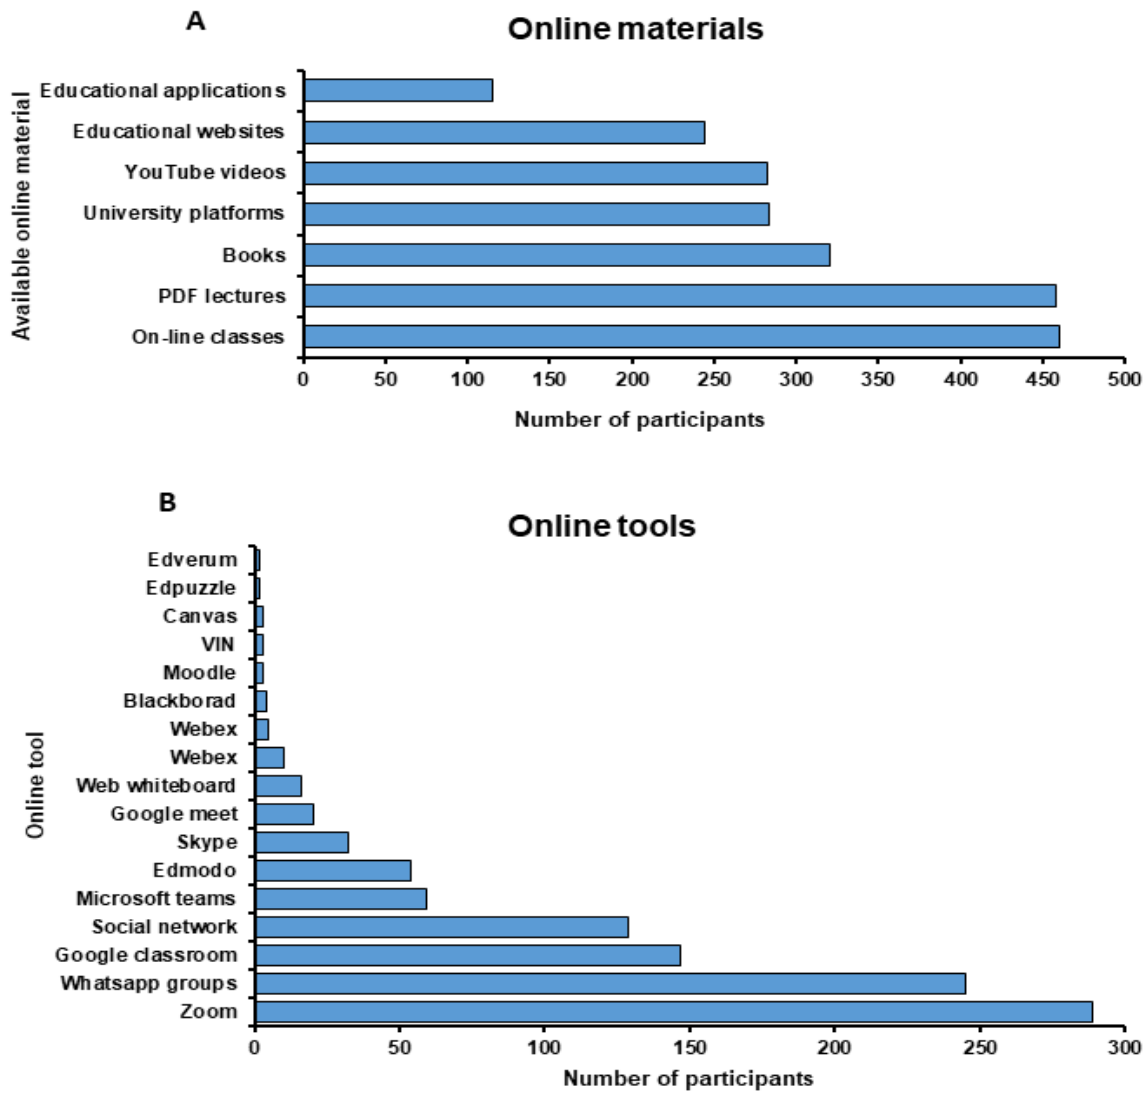 A
Online materials
Available online material
Educational applications
Educational websites
YouTube videos
University platforms
Books
PDF lectures
On-line classes
0 50 100 150 200 250 300 350 400 450 500
Number of participants
B
Online tools
Online tool
Edverum
Edpuzzle
Canvas
VIN
Moodle
Blackborad
Webex
Webex
Web whiteboard
Google meet
Skype
Edmodo
Microsoft teams
Social network
Google classroom
Whatsapp groups
Zoom
0 50 100 150 200 250 300
Number of participants